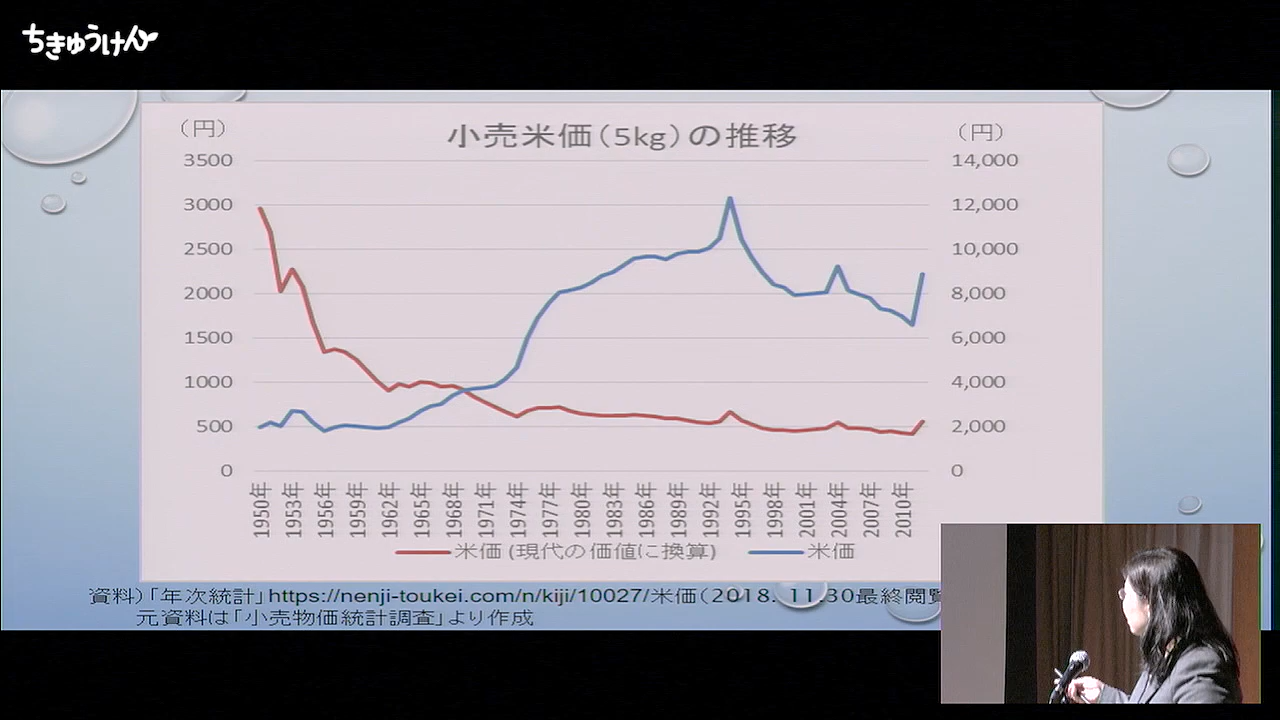 ちきゅうけん
小売米価(5kg)の推移
(円)
(円)
3500
3000
2500
2000
1500
1000
500
0
14,000
12,000
10,000
8,000
6,000
4,000
2,000
0
1950年
1953年
1956年
1959年
1962年
1965年
1968年
1971年
1974年
1977年
1980年
1983年
1986年
1989年
1992年
1995年
1998年
2001年
2004年
2007年
2010年
米価 (現代の価値に換算)
米価
資料)「年次統計」https://nenji-toukei.com/n/kiji/10027/米価(2018.11.30最終閲覧
元資料は「小売物価統計調査」より作成